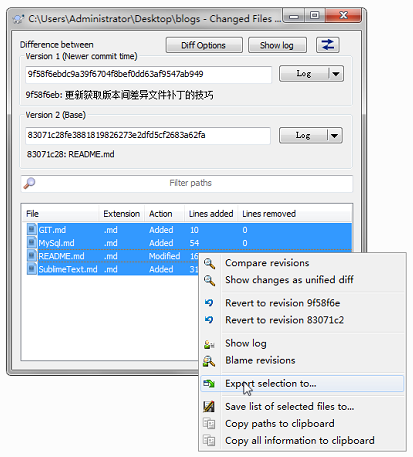 C:\Users\Administrator\Desktop\blogs - Changed Files ...
Difference between
Diff Options
Show log
Version 1 (Newer commit time)
9f58f6ebdc9a39f6704f8bef0dd63af9547ab949
Log
9f58f6eb: 更新获取版本间差异文件补丁的技巧
Version 2 (Base)
83071c28fe3881819826273e2dfd5cf2683a62fa
Log
83071c28: README.md
Filter paths
File Extension Action Lines added Lines removed
GIT.md .md Added 10 0
MySql.md .md Added 54 0
README.md .md Modified 16
SublimeText.md .md Added 31
Compare revisions
Show changes as unified diff
Revert to revision 9f58f6e
Revert to revision 83071c2
Show log
Blame revisions
Export selection to...
Save list of selected files to...
Copy paths to clipboard
Copy all information to clipboard